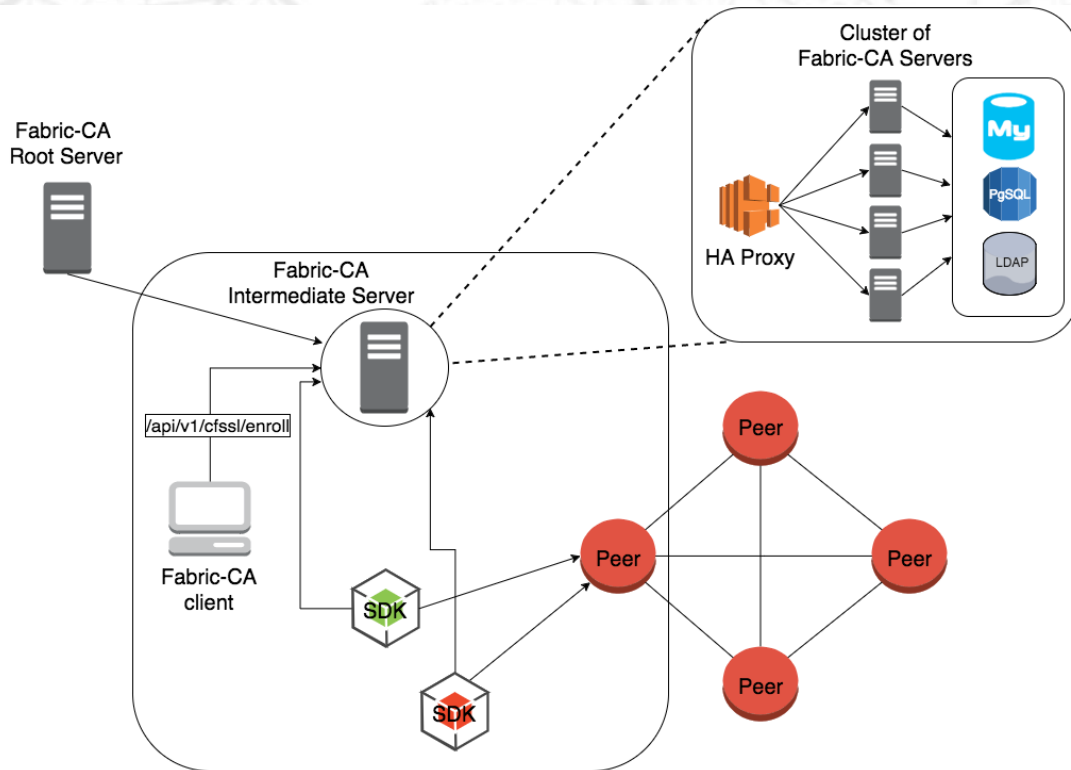 Cluster of
Fabric-CA Servers
My
PgSQL
LDAP
HA Proxy
Fabric-CA
Root Server
Fabric-CA
Intermediate Server
/api/v1/cfssl/enroll
Fabric-CA
client
SDK
SDK
Peer
Peer
Peer
Peer